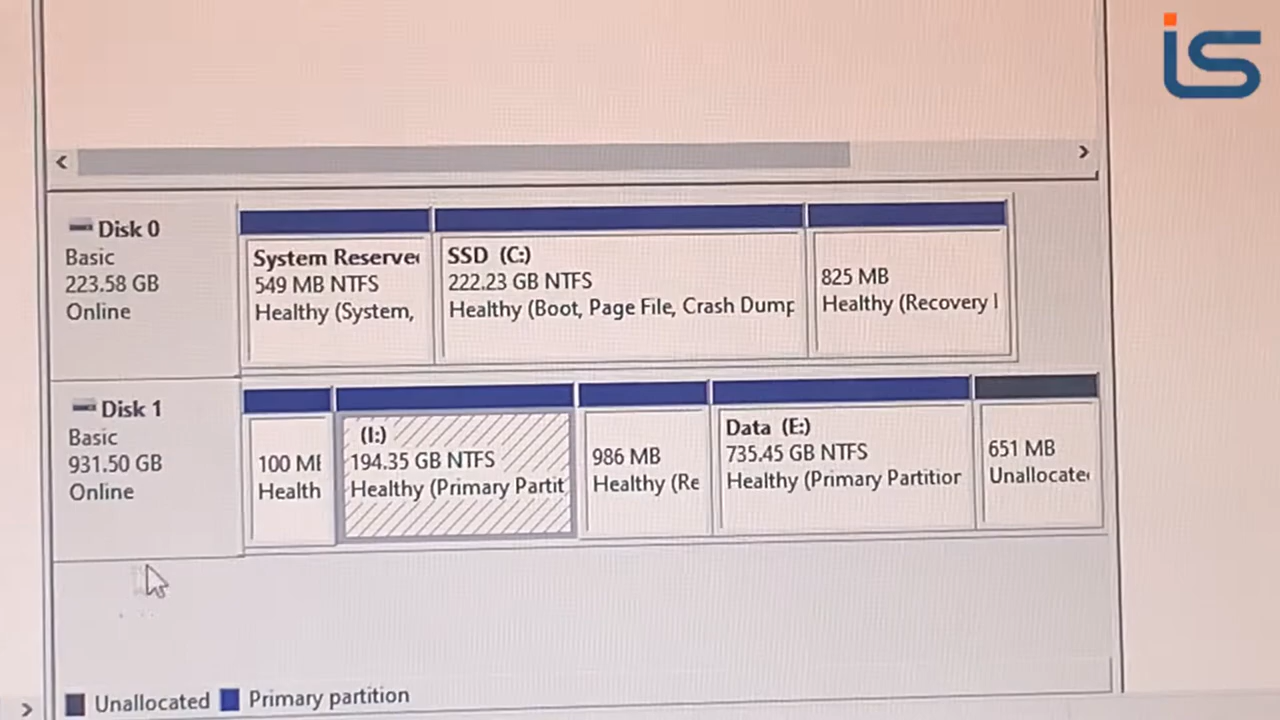 is
Disk 0
Basic
223.58 GB
Online
System Reserve
549 MB NTFS
Healthy (System,
SSD (C:)
222.23 GB NTFS
Healthy (Boot, Page File, Crash Dump
825 MB
Healthy (Recovery
Disk 1
Basic
931.50 GB
Online
100 M
Health
(I:)
194.35 GB NTFS
Healthy (Primary Partit
986 MB
Healthy (Re
Data (E:)
735.45 GB NTFS
Healthy (Primary Partition
651 MB
Unallocate
Unallocated
Primary partition